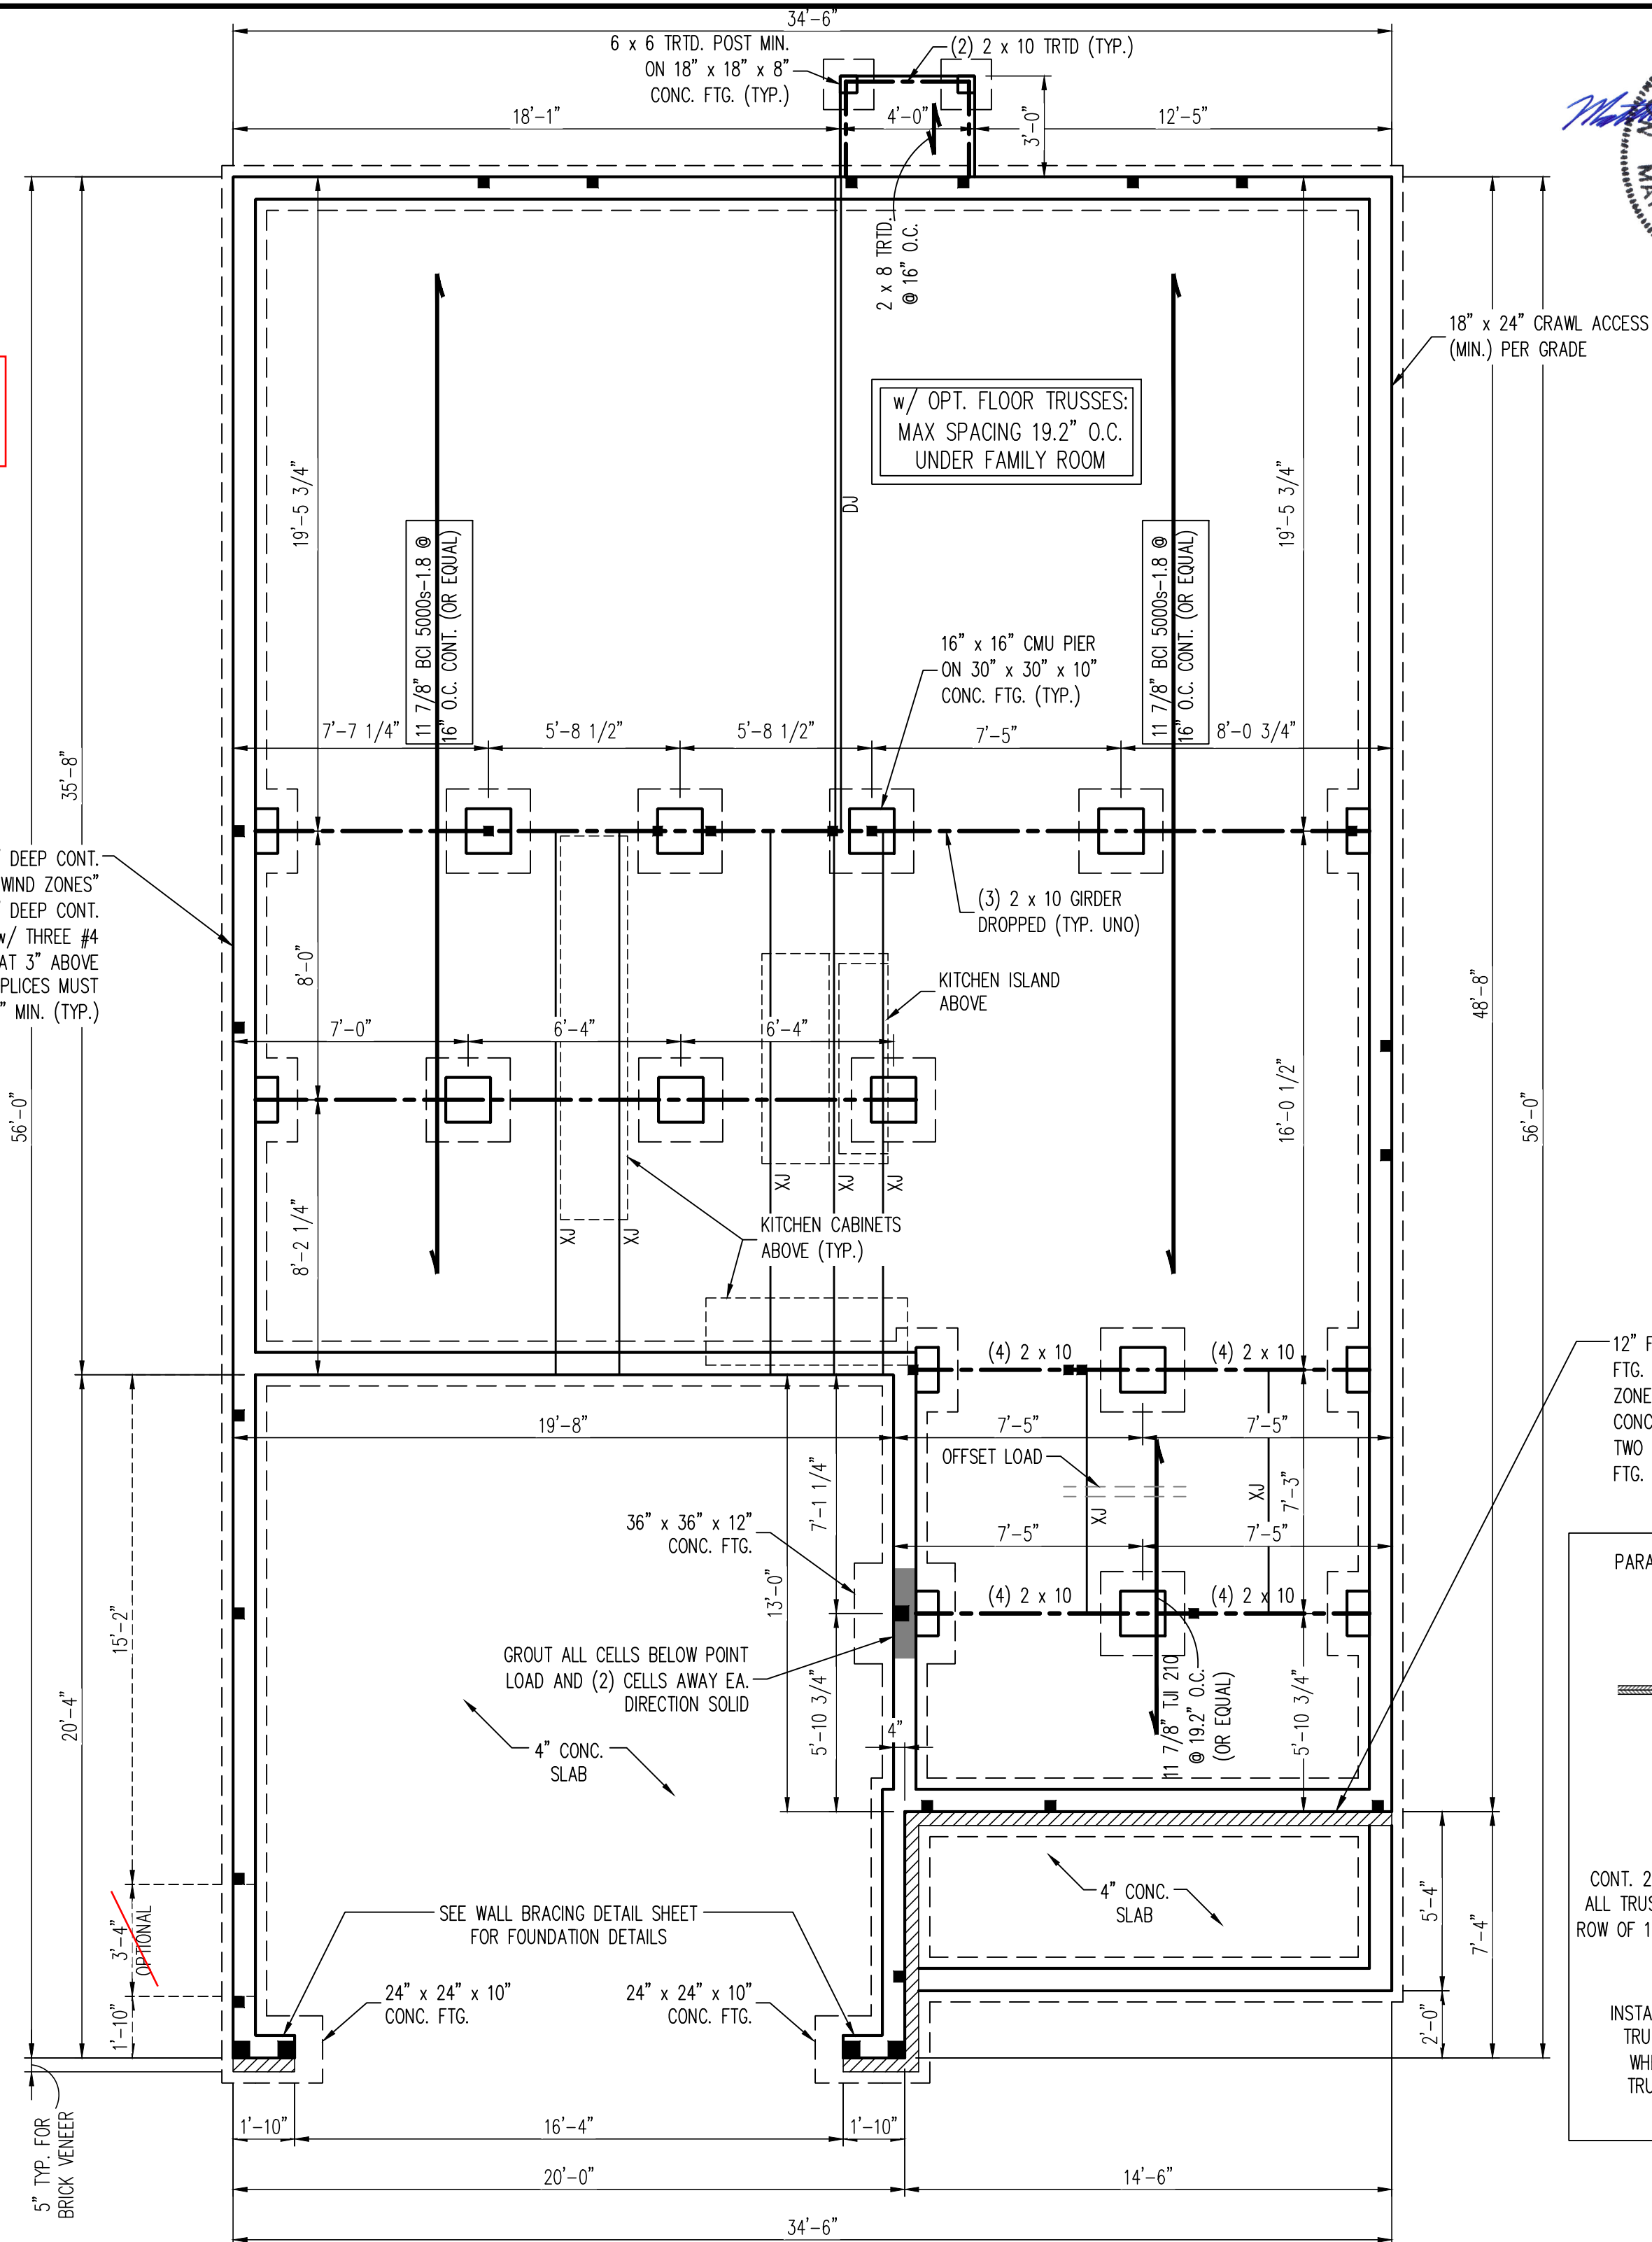 34'-6"
6 x 6 TRTD. POST MIN.
ON 18" x 18" x 8"
CONC. FTG. (TYP.)
(2) 2 x 10 TRTD (TYP.)
18'-1"
4'-0"
3'-0"
12'-5"
2 x 8 TRTD.
@ 16" O.C.
18" x 24" CRAWL ACCESS
(MIN.) PER GRADE
w/ OPT. FLOOR TRUSSES:
MAX SPACING 19.2" O.C.
UNDER FAMILY ROOM
19'-5 3/4"
19'-5 3/4"
DJ
11 7/8" BCI 5000s-1.8 @
16" O.C. CONT. (OR EQUAL)
11 7/8" BCI 5000s-1.8 @
16" O.C. CONT. (OR EQUAL)
16" x 16" CMU PIER
ON 30" x 30" x 10"
CONC. FTG. (TYP.)
7'-7 1/4"
5'-8 1/2"
5'-8 1/2"
7'-5"
8'-0 3/4"
35'-8"
DEEP CONT.
WIND ZONES"
DEEP CONT.
w/ THREE #4
AT 3" ABOVE
PLICES MUST
" MIN. (TYP.)
(3) 2 x 10 GIRDER
DROPPED (TYP. UNO)
8'-0"
KITCHEN ISLAND
ABOVE
48'-8"
7'-0"
6'-4"
6'-4"
56'-0"
16'-0 1/2"
56'-0"
XJ
XJ
XJ
XJ
XJ
8'-2 1/4"
KITCHEN CABINETS
ABOVE (TYP.)
(4) 2 x 10
(4) 2 x 10
12" F
FTG.
ZONE
CONC
TWO
FTG.
19'-8"
7'-5"
7'-5"
OFFSET LOAD
7'-1 1/4"
XJ
XJ
7'-3"
36" x 36" x 12"
CONC. FTG.
7'-5"
7'-5"
PARA
13'-0"
(4) 2 x 10
(4) 2 x 10
15'-2"
GROUT ALL CELLS BELOW POINT
LOAD AND (2) CELLS AWAY EA.
DIRECTION SOLID
20'-4"
5'-10 3/4"
4"
11 7/8" TJI 210
@ 19.2" O.C.
(OR EQUAL)
5'-10 3/4"
4" CONC.
SLAB
4" CONC.
SLAB
CONT. 2
ALL TRUS
ROW OF 1
SEE WALL BRACING DETAIL SHEET
FOR FOUNDATION DETAILS
3'-4"
OPTIONAL
5'-4"
7'-4"
24" x 24" x 10"
CONC. FTG.
24" x 24" x 10"
CONC. FTG.
1'-10"
2'-0"
INSTA
TRU
WH
TRU
5" TYP. FOR
BRICK VENEER
1'-10"
16'-4"
1'-10"
20'-0"
14'-6"
34'-6"